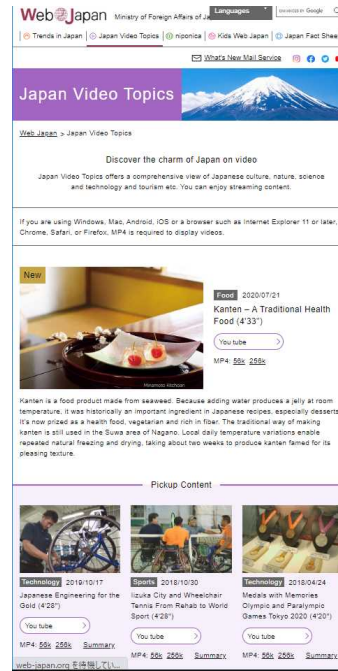 Web Japan
Ministry of Foreign Affairs of Ja
Languages
Trends in Japan
Japan Video Topics
niponica
Kids Web Japan
Japan Fact Shee
What's New Mail Service
Japan Video Topics
Web Japan > Japan Video Topics
Discover the charm of Japan on video
Japan Video Topics offers a comprehensive view of Japanese culture, nature, science
and technology and tourism etc. You can enjoy streaming content.
If you are using Windows, Mac, Android, iOS or a browser such as Internet Explorer 11 or later,
Chrome, Safari, or Firefox, MP4 is required to display videos.
New
Food 2020/07/21
Kanten – A Traditional Health
Food (4'33")
You tube
MP4: 56k 256k
Minamoto Kitchoan
Kanten is a food product made from seaweed. Because adding water produces a jelly at room
temperature, it was historically an important ingredient in Japanese recipes, especially desserts
It's now prized as a health food, vegetarian and rich in fiber. The traditional way of making
kanten is still used in the Suwa area of Nagano. Local daily temperature variations enable
repeated natural freezing and drying, taking about two weeks to produce kanten famed for its
pleasing texture.
Pickup Content
Technology 2019/10/17
Japanese Engineering for the
Gold (4'28")
You tube
MP4: 56k 256k Summary
Sports 2018/10/30
Iizuka City and Wheelchair
Tennis From Rehab to World
Sport (4'28")
You tube
MP4: 56k 256k Summary
Technology 2018/04/24
Medals with Memories
Olympic and Paralympic
Games Tokyo 2020 (4'20")
You tube
MP4: 56k 256k Summary
web-japan.org を待機してい...